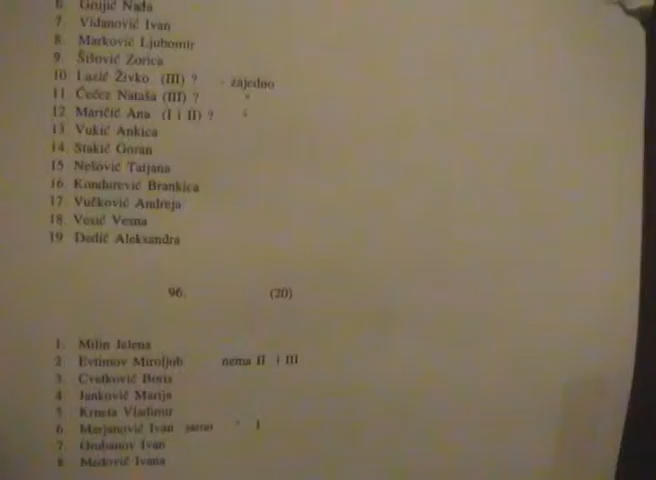 6. Grujić Nada
7. Vidanović Ivan
8. Marković Ljubomir
9. Šišović Zorica
10 Lazić Živko (III) ? - zajedno
11 Čečez Nataša (III) ? "
12 Maričić Ana (I i II) ? "
13 Vukić Ankica
14. Stakić Goran
15 Nešović Tatjana
16. Kondurević Brankica
17. Vučković Andreja
18. Vesić Vesna
19 Dedić Aleksandra
96. (20)
1. Milin Jelena
2 Evtimov Miroljub nema II i III
3. Cvetković Boris
4 Janković Marija
5 Krneta Vladimir
6 Marjanović Ivan samo " I
7. Grubanov Ivan
8 Medović Ivana